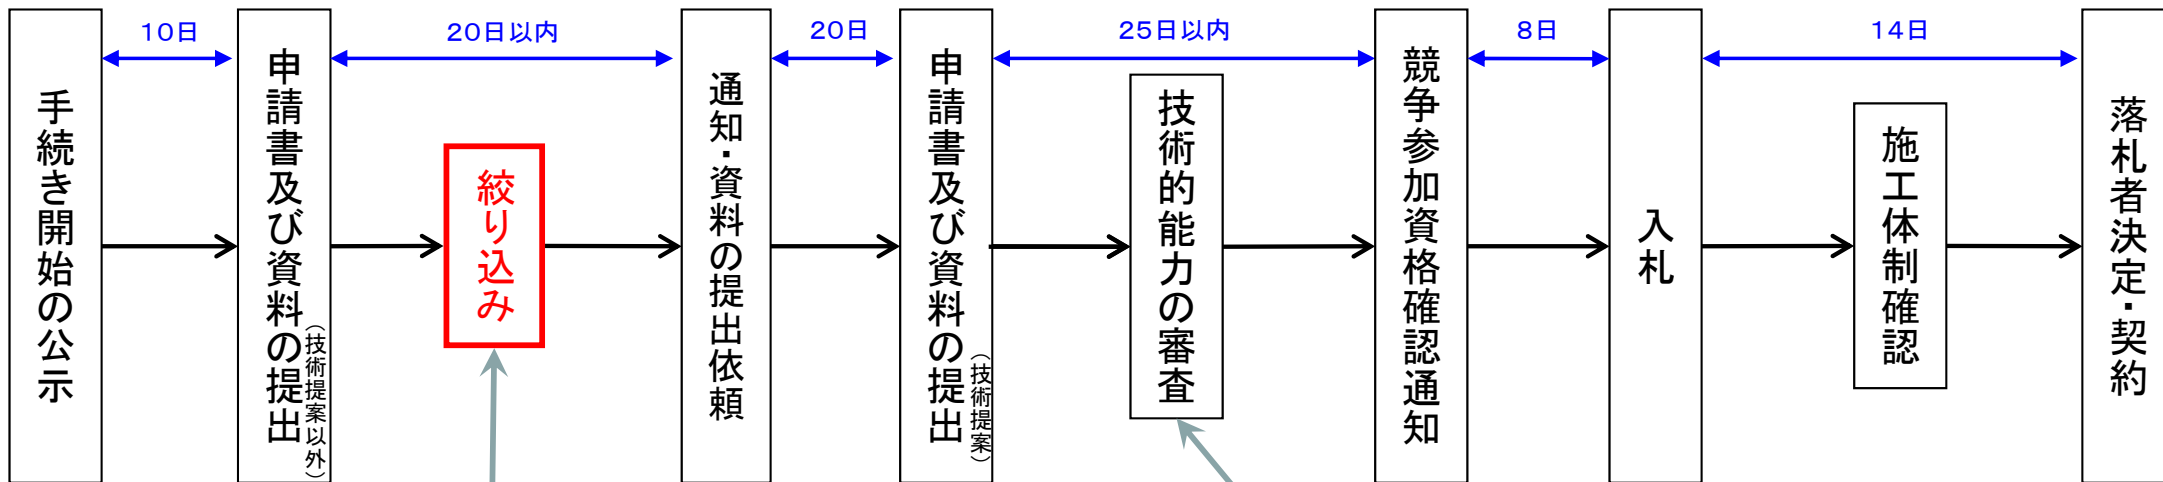 10日
20日以内
20日
25日以内
8日
14日
手続き開始の公示
申請書及び資料の提出
（技術提案以外）
絞り込み
通知・資料の提出依頼
申請書及び資料の提出
（技術提案）
技術的能力の審査
競争参加資格確認通知
入札
施工体制確認
落札者決定・契約